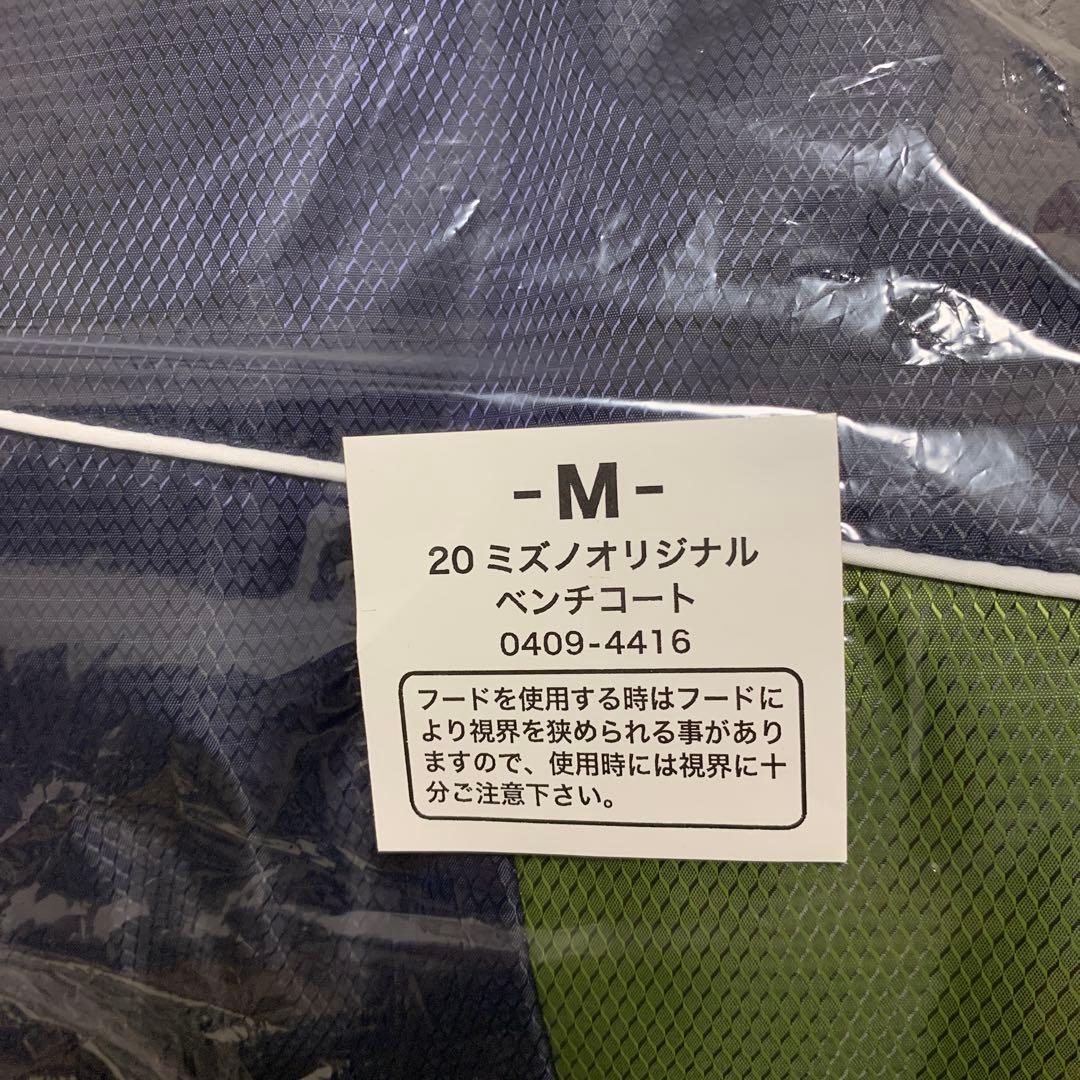 -M-
20 ミズノオリジナル
ベンチコート
0409-4416
フードを使用する時はフードに
より視界を狭められる事があり
ますので、使用時には視界に十
分ご注意下さい。